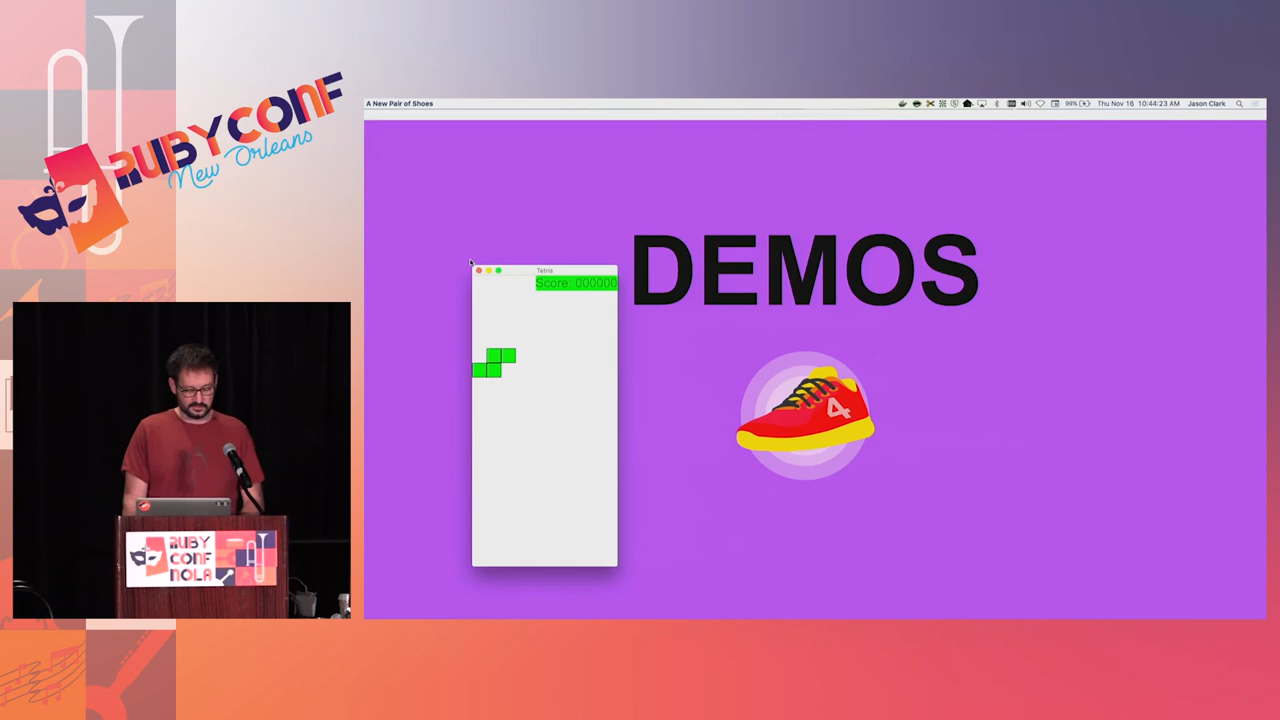 RUBYCONF
New Orleans
A New Pair of Shoes
99%
Thu Nov 16 10:44:23 AM
Jason Clark
Tetris
Score: 000000
DEMOS
4
RUBY
CONF
NOLA